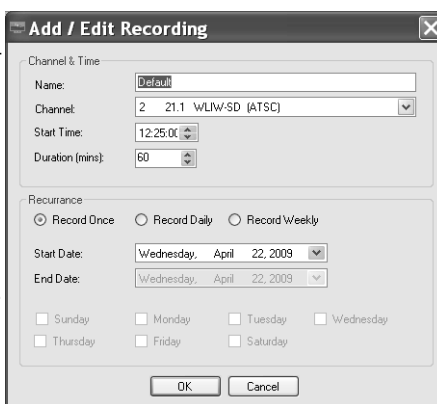 Add / Edit Recording
Channel & Time
Name: Default
Channel: 2 21.1 WLIW-SD (ATSC)
Start Time: 12:25:00
Duration (mins): 60
Recurrance
Record Once Record Daily Record Weekly
Start Date: Wednesday, April 22, 2009
End Date: Wednesday, April 22, 2009
Sunday Monday Tuesday Wednesday
Thursday Friday Saturday
OK Cancel